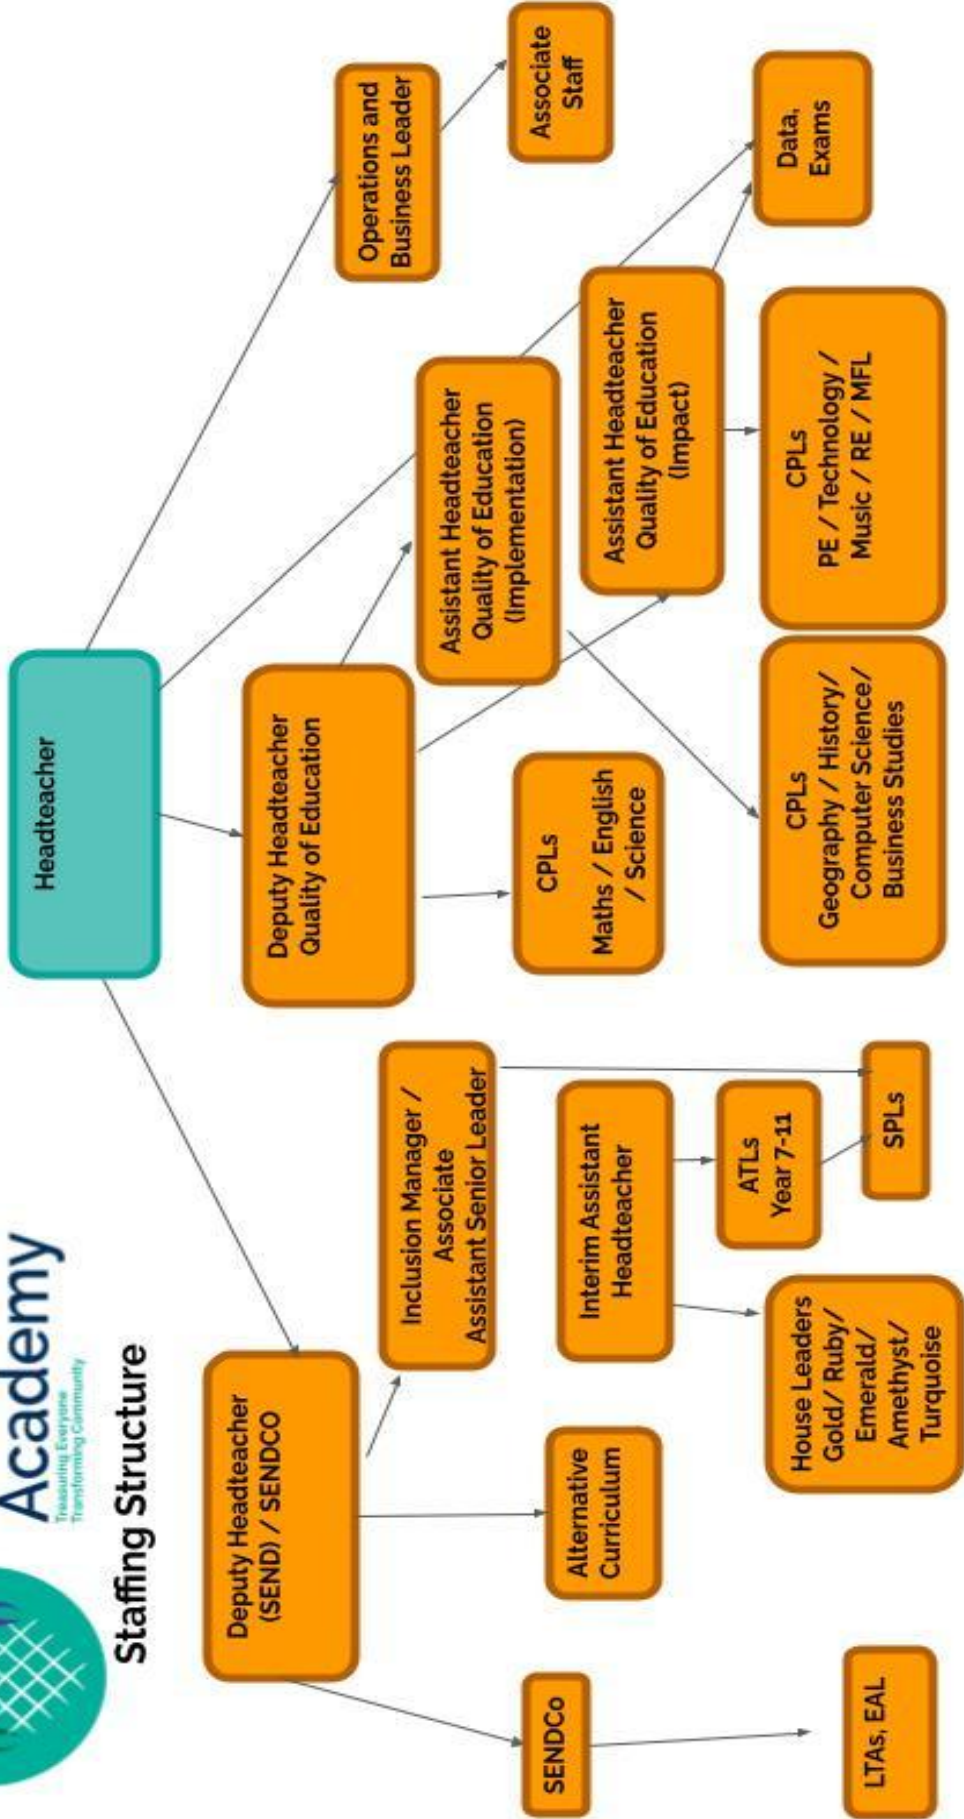 Academy
Treasuring Everyone
Transforming Community
Staffing Structure
Headteacher
Deputy Headteacher
(SEND) / SENDCO
Deputy Headteacher
Quality of Education
Operations and
Business Leader
Inclusion Manager /
Associate
Assistant Senior Leader
Assistant Headteacher
Quality of Education
(Implementation)
Associate
Staff
SENDCo
Alternative
Curriculum
Interim Assistant
Headteacher
CPLs
Maths / English
/ Science
Assistant Headteacher
Quality of Education
(Impact)
ATLs
Year 7-11
Data,
Exams
LTAs, EAL
House Leaders
Gold/ Ruby/
Emerald/
Amethyst/
Turquoise
SPLs
CPLs
Geography / History/
Computer Science/
Business Studies
CPLs
PE / Technology /
Music / RE / MFL